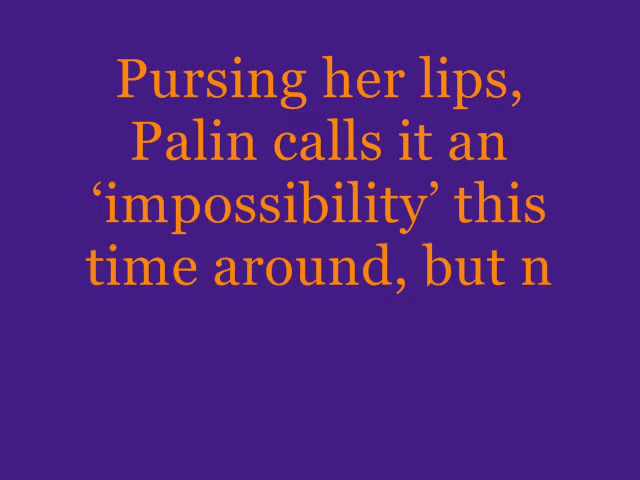 Pursing her lips,
Palin calls it an
‘impossibility’ this
time around, but n